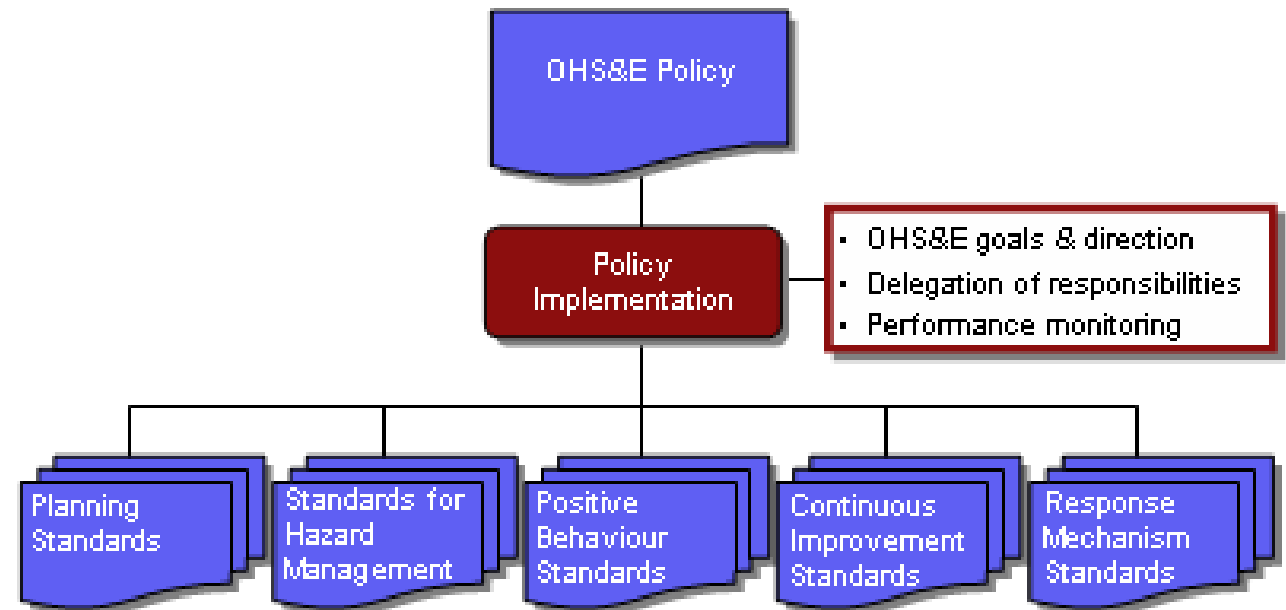 OHS&E Policy
Policy
Implementation
• OHS&E goals & direction
• Delegation of responsibilities
• Performance monitoring
Planning
Standards
Standards for
Hazard
Management
Positive
Behaviour
Standards
Continuous
Improvement
Standards
Response
Mechanism
Standards